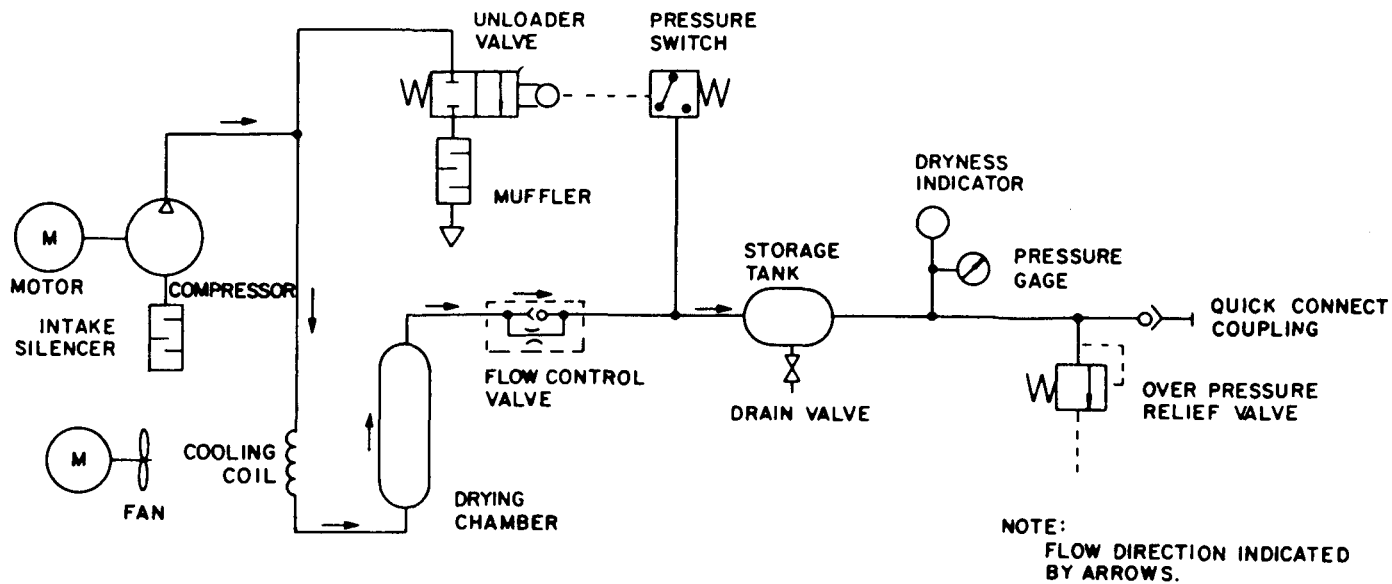 UNLOADER
VALVE
PRESSURE
SWITCH
MUFFLER
DRYNESS
INDICATOR
PRESSURE
GAGE
STORAGE
TANK
M
MOTOR
COMPRESSOR
INTAKE
SILENCER
QUICK CONNECT
COUPLING
FLOW CONTROL
VALVE
DRAIN VALVE
OVER PRESSURE
RELIEF VALVE
M
FAN
COOLING
COIL
DRYING
CHAMBER
NOTE:
FLOW DIRECTION INDICATED
BY ARROWS.